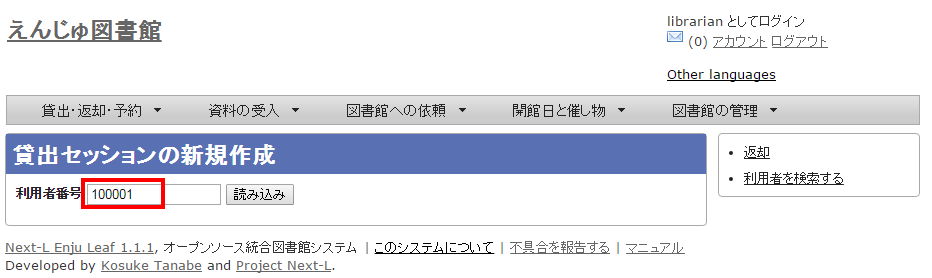 えんじゅ図書館
librarian としてログイン
(0) アカウント ログアウト
Other languages
貸出・返却・予約 資料の受入 図書館への依頼 開館日と催し物 図書館の管理
貸出セッションの新規作成
利用者番号 100001 読み込み
返却
利用者を検索する
Next-L Enju Leaf 1.1.1, オープンソース統合図書館システム | このシステムについて | 不具合を報告する | マニュアル
Developed by Kosuke Tanabe and Project Next-L.